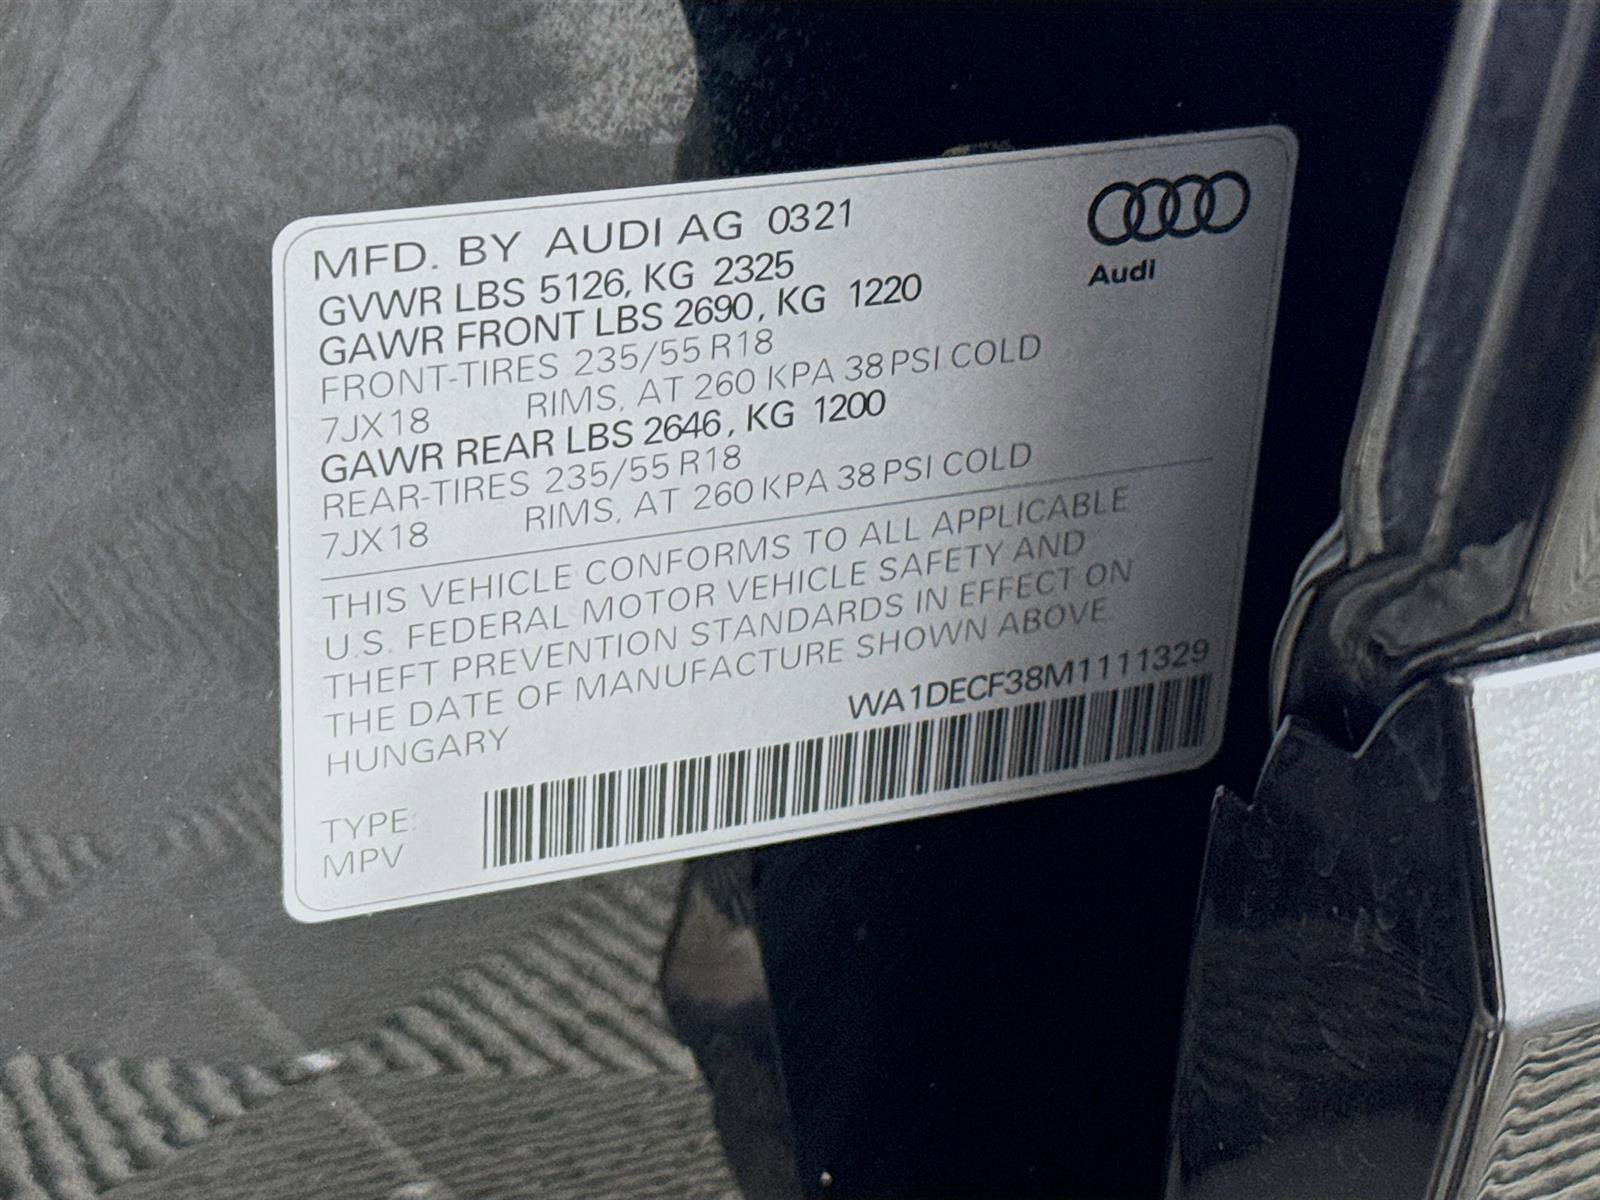 MFD. BY AUDI AG 0321
GVWR LBS 5126, KG 2325
GAWR FRONT LBS 2690, KG 1220
FRONT-TIRES 235/55 R18
7JX18 RIMS, AT 260 KPA 38 PSI COLD
GAWR REAR LBS 2646, KG 1200
REAR-TIRES 235/55 R18
7JX18 RIMS, AT 260 KPA 38 PSI COLD
Audi
THIS VEHICLE CONFORMS TO ALL APPLICABLE
U.S. FEDERAL MOTOR VEHICLE SAFETY AND
THEFT PREVENTION STANDARDS IN EFFECT ON
THE DATE OF MANUFACTURE SHOWN ABOVE.
HUNGARY
WA1DECF38M1111329
TYPE:
MPV